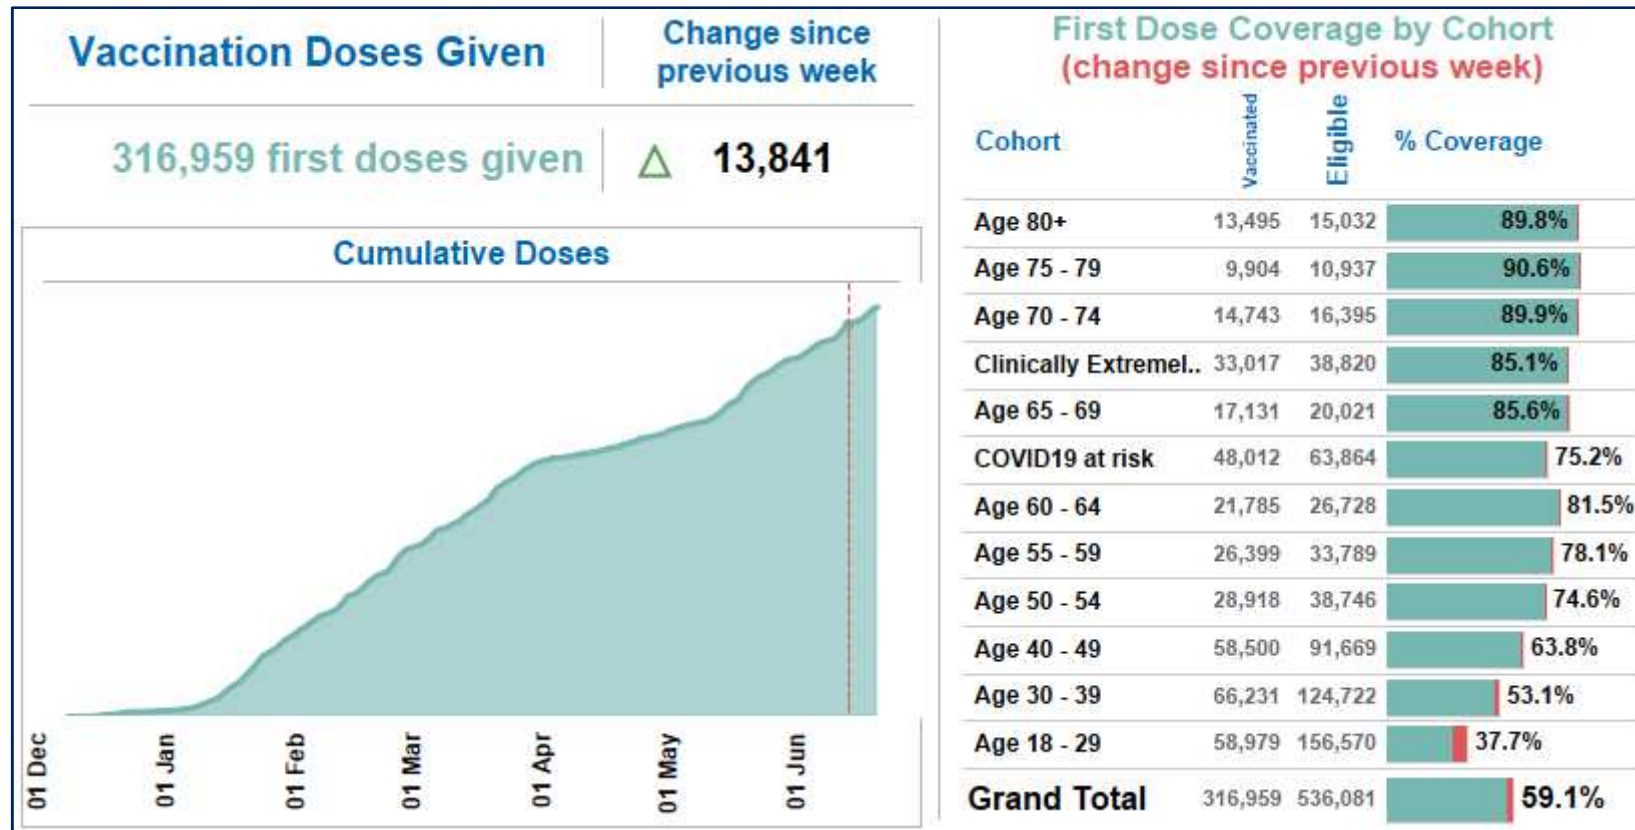 Vaccination Doses Given
Change since
previous week
316,959 first doses given
13,841
Cumulative Doses
01 Dec
01 Jan
01 Feb
01 Mar
01 Apr
01 May
01 Jun
First Dose Coverage by Cohort
(change since previous week)
Cohort Vaccinated Eligible % Coverage
Age 80+ 13,495 15,032 89.8%
Age 75 - 79 9,904 10,937 90.6%
Age 70 - 74 14,743 16,395 89.9%
Clinically Extremel.. 33,017 38,820 85.1%
Age 65 - 69 17,131 20,021 85.6%
COVID19 at risk 48,012 63,864 75.2%
Age 60 - 64 21,785 26,728 81.5%
Age 55 - 59 26,399 33,789 78.1%
Age 50 - 54 28,918 38,746 74.6%
Age 40 - 49 58,500 91,669 63.8%
Age 30 - 39 66,231 124,722 53.1%
Age 18 - 29 58,979 156,570 37.7%
Grand Total 316,959 536,081 59.1%